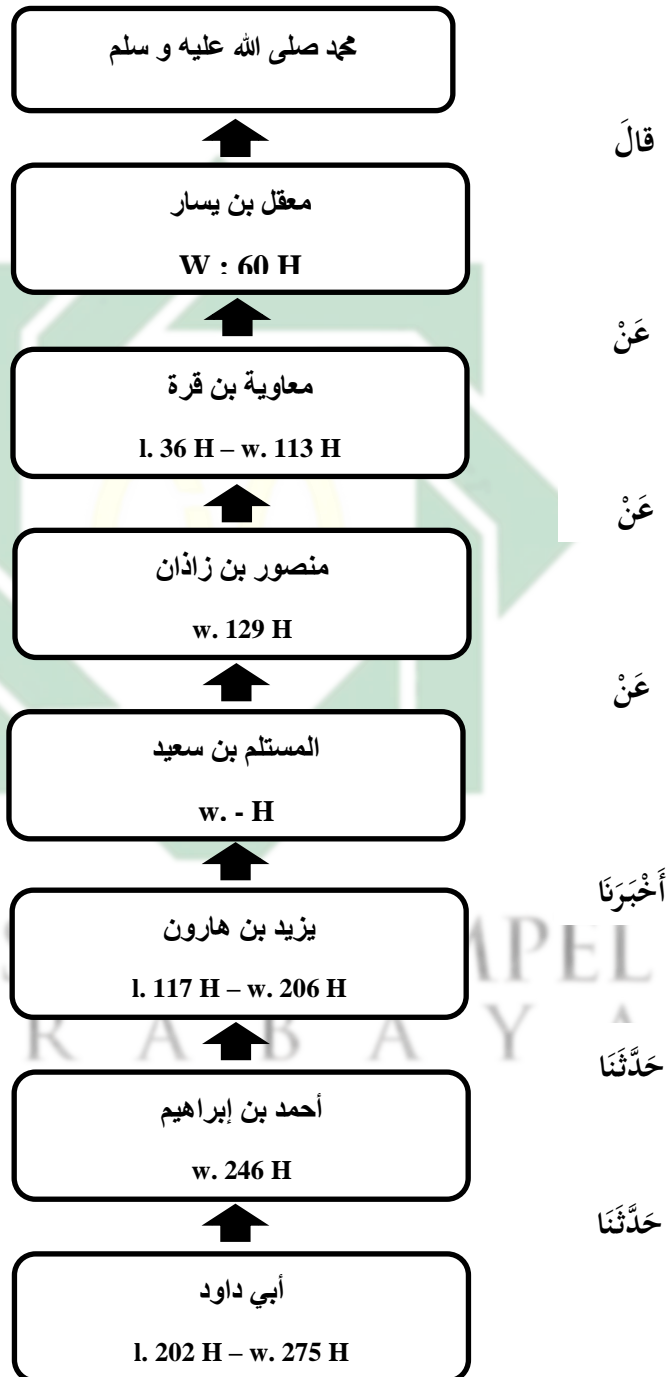 محمد صلى الله عليه و سلم
قالَ
معقل بن يسار
W : 60 H
عَنْ
معاوية بن قرة
l. 36 H – w. 113 H
عَنْ
منصور بن زاذان
w. 129 H
عَنْ
المستلم بن سعيد
w. - H
أَخْبَرَنَا
يزيد بن هارون
l. 117 H – w. 206 H
MPEL
R A B A Y A
حَدَّثَنَا
أحمد بن إبراهيم
w. 246 H
حَدَّثَنَا
أبي داود
l. 202 H – w. 275 H